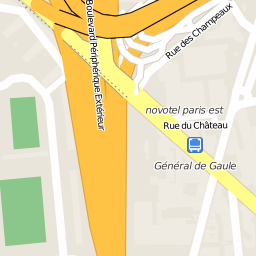 Boulevard Périphérique Extérieur
Rue des Champeaux
novotel paris est
Rue du Château
Général de Gaule